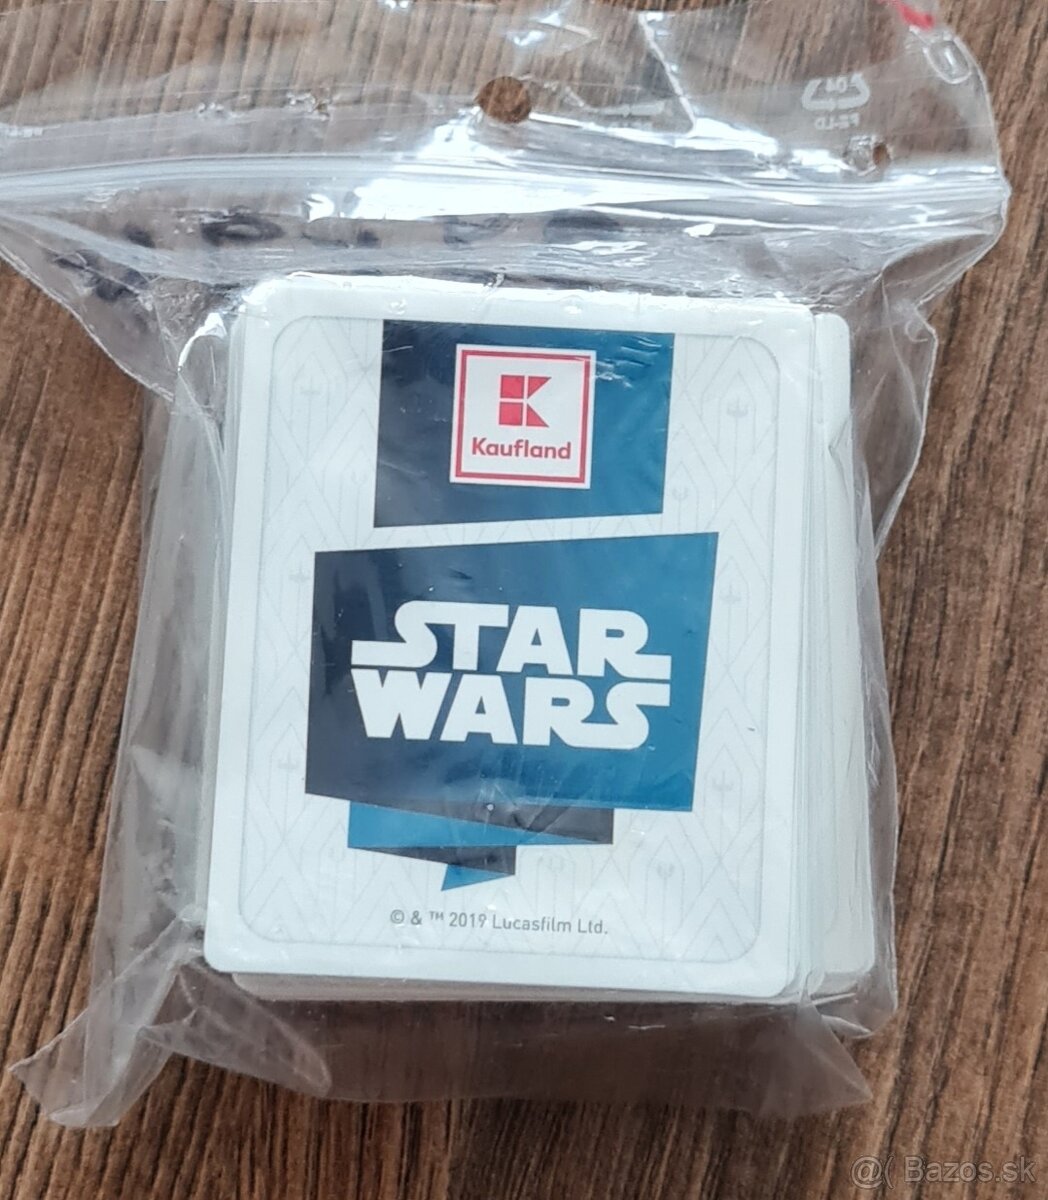 Kaufland
STAR
WARS
© & ™ 2019 Lucasfilm Ltd.
@( Bazos.sk